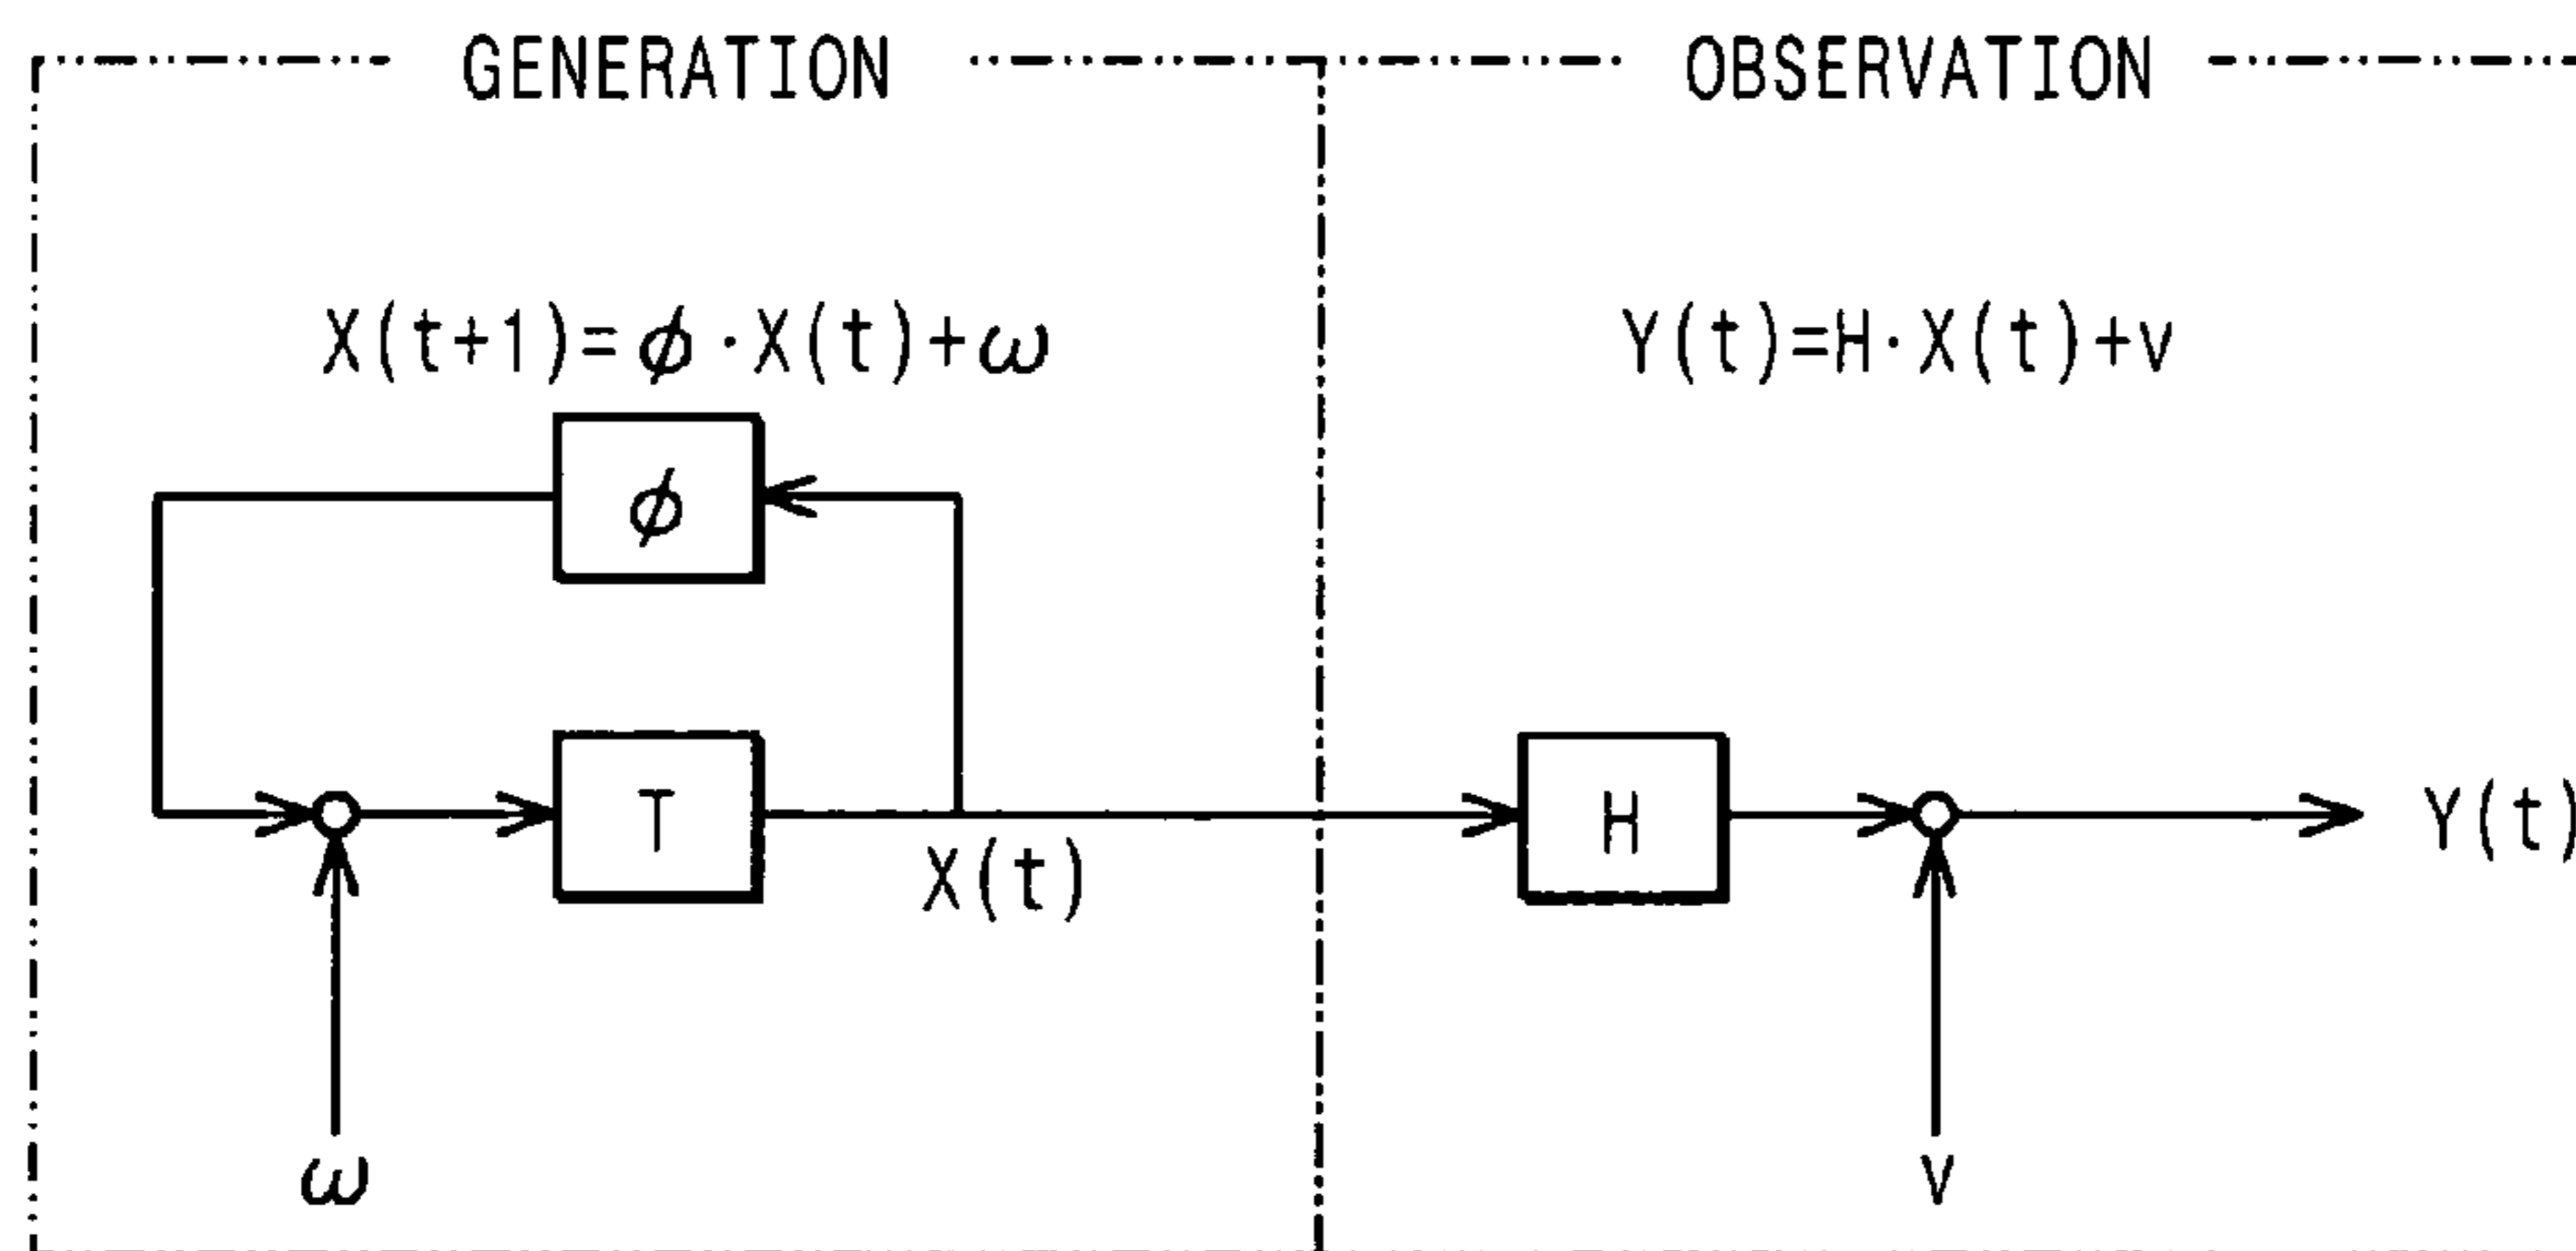 GENERATION
OBSERVATION
X(t+1)=ϕ·X(t)+ω
Y(t)=H·X(t)+v
ϕ
T
H
Y(t)
X(t)
ω
v